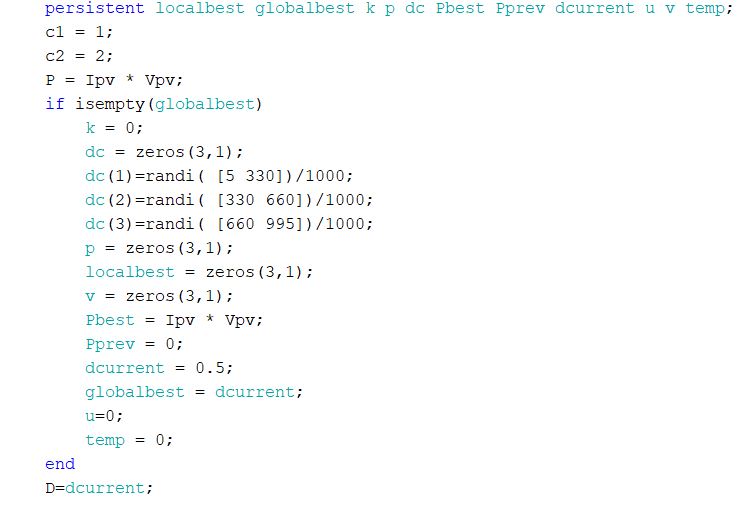 persistent localbest globalbest k p dc Pbest Pprev dcurrent u v temp;
c1 = 1;
c2 = 2;
P = Ipv * Vpv;
if isempty(globalbest)
k = 0;
dc = zeros(3,1);
dc(1)=randi( [5 330])/1000;
dc(2)=randi( [330 660])/1000;
dc(3)=randi( [660 995])/1000;
p = zeros(3,1);
localbest = zeros(3,1);
v = zeros(3,1);
Pbest = Ipv * Vpv;
Pprev = 0;
dcurrent = 0.5;
globalbest = dcurrent;
u=0;
temp = 0;
end
D=dcurrent;